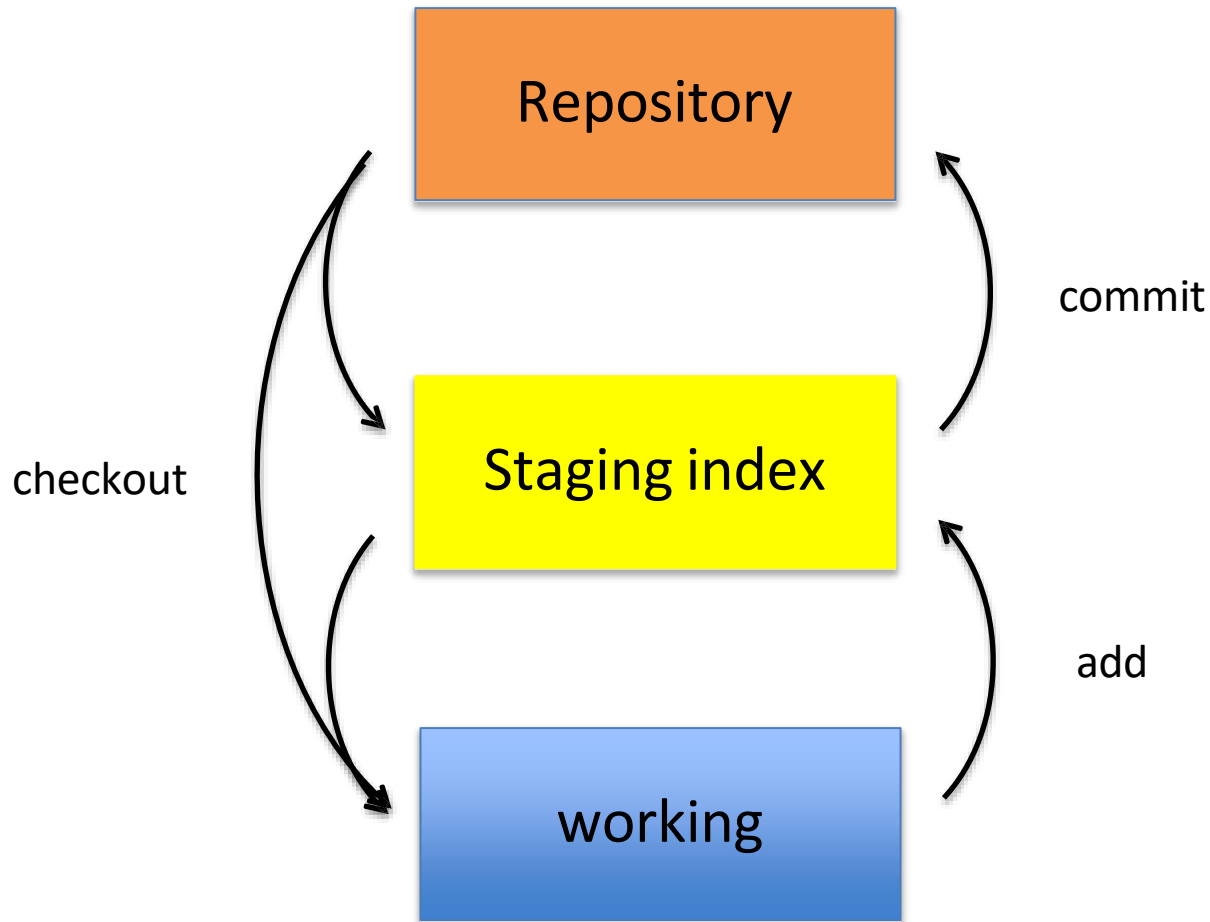 Repository
commit
Staging index
checkout
add
working